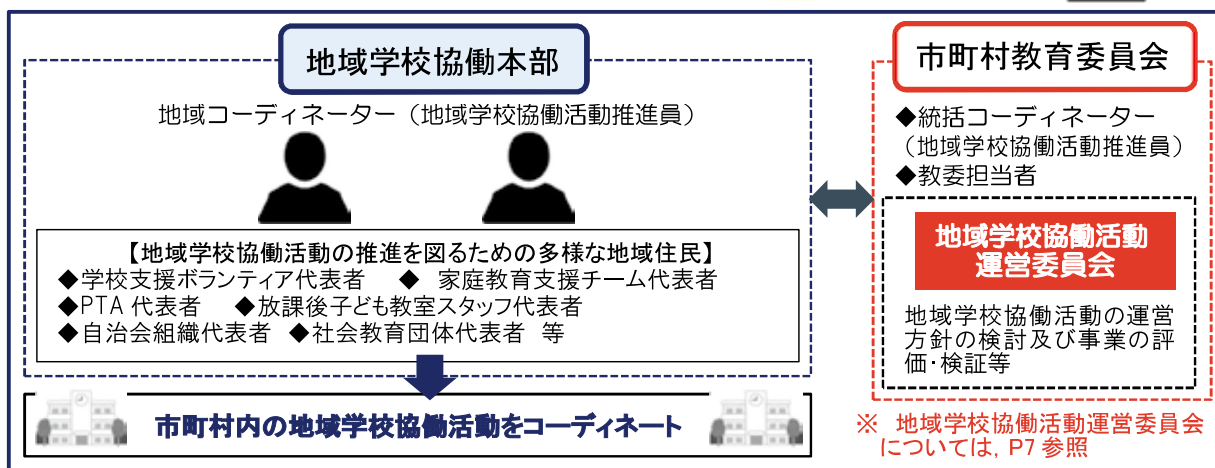 地域学校協働本部
地域コーディネーター（地域学校協働活動推進員）
【地域学校協働活動の推進を図るための多様な地域住民】
◆学校支援ボランティア代表者　◆ 家庭教育支援チーム代表者
◆PTA 代表者　◆放課後子ども教室スタッフ代表者
◆自治会組織代表者　◆社会教育団体代表者　等
市町村内の地域学校協働活動をコーディネート
市町村教育委員会
◆統括コーディネーター
（地域学校協働活動推進員）
◆教委担当者
地域学校協働活動
運営委員会
地域学校協働活動の運営
方針の検討及び事業の評
価・検証等
※ 地域学校協働活動運営委員会
については, P7 参照